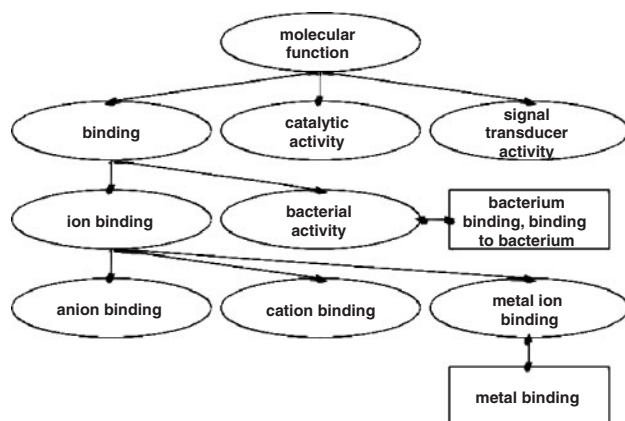 molecular
function
binding
catalytic
activity
signal
transducer
activity
ion binding
bacterial
activity
bacterium
binding, binding
to bacterium
anion binding
cation binding
metal ion
binding
metal binding